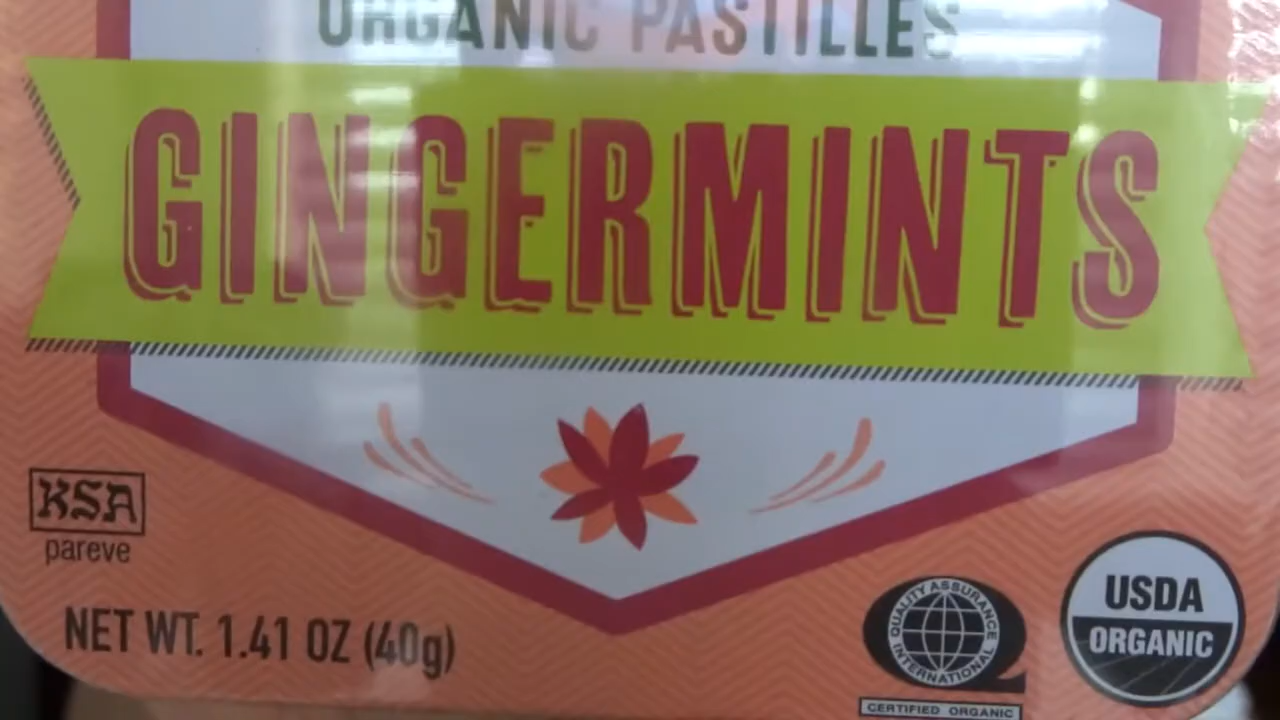 ORGANIC PASTILLES
GINGERMINTS
KSA
pareve
NET WT. 1.41 OZ (40g)
QUALITY ASSURANCE
INTERNATIONAL
CERTIFIED ORGANIC
USDA
ORGANIC